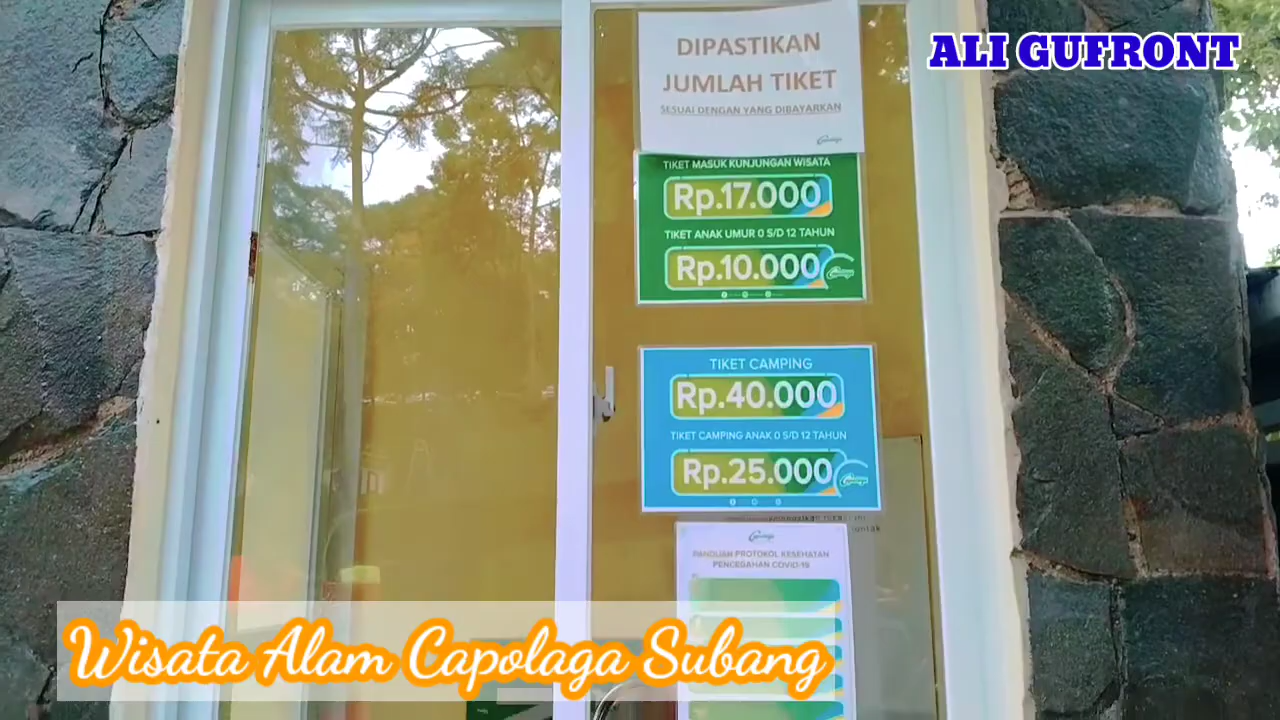 ALI GUFRONT
DIPASTIKAN
JUMLAH TIKET
SESUAI DENGAN YANG DIBAYARKAN
TIKET MASUK KUNJUNGAN WISATA
Rp.17.000
TIKET ANAK UMUR 0 S/D 12 TAHUN
Rp.10.000
TIKET CAMPING
Rp.40.000
TIKET CAMPING ANAK 0 S/D 12 TAHUN
Rp.25.000
PANDUAN PROTOKOL KESEHATAN
PENCEGAHAN COVID-19
Wisata Alam Capolaga Subang